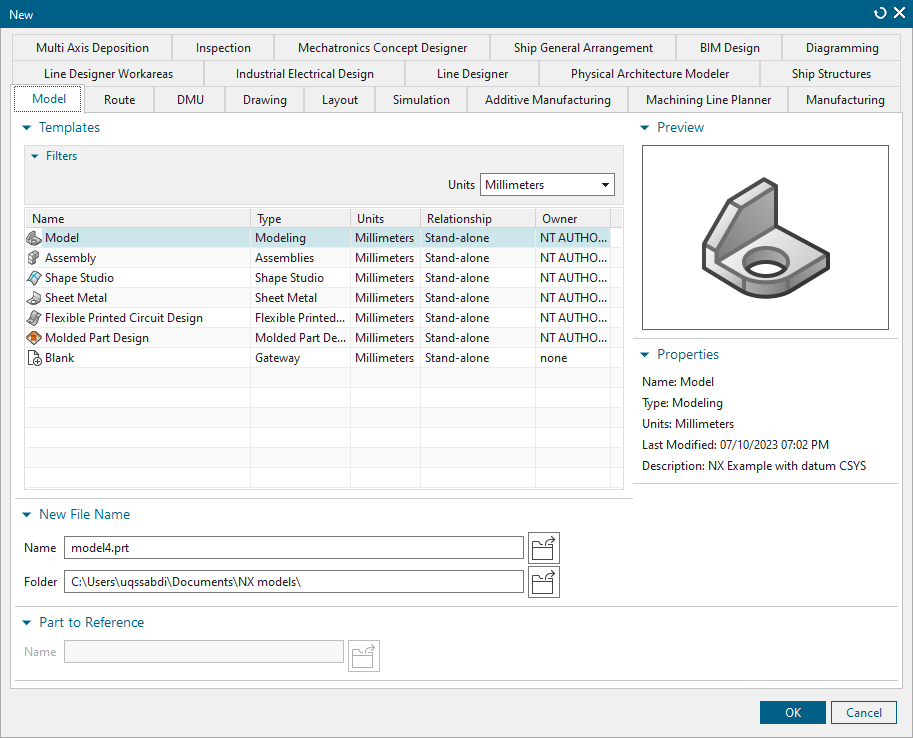 New
Multi Axis Deposition Inspection Mechatronics Concept Designer Ship General Arrangement BIM Design Diagramming
Line Designer Workareas Industrial Electrical Design Line Designer Physical Architecture Modeler Ship Structures
Model Route DMU Drawing Layout Simulation Additive Manufacturing Machining Line Planner Manufacturing
Templates
Filters
Units Millimeters
Name Type Units Relationship Owner
Model Modeling Millimeters Stand-alone NT AUTHO...
Assembly Assemblies Millimeters Stand-alone NT AUTHO...
Shape Studio Shape Studio Millimeters Stand-alone NT AUTHO...
Sheet Metal Sheet Metal Millimeters Stand-alone NT AUTHO...
Flexible Printed Circuit Design Flexible Printed... Millimeters Stand-alone NT AUTHO...
Molded Part Design Molded Part De... Millimeters Stand-alone NT AUTHO...
Blank Gateway Millimeters Stand-alone none
Preview
Properties
Name: Model
Type: Modeling
Units: Millimeters
Last Modified: 07/10/2023 07:02 PM
Description: NX Example with datum CSYS
New File Name
Name model4.prt
Folder C:\Users\uqssabdi\Documents\NX models\
Part to Reference
Name
OK Cancel